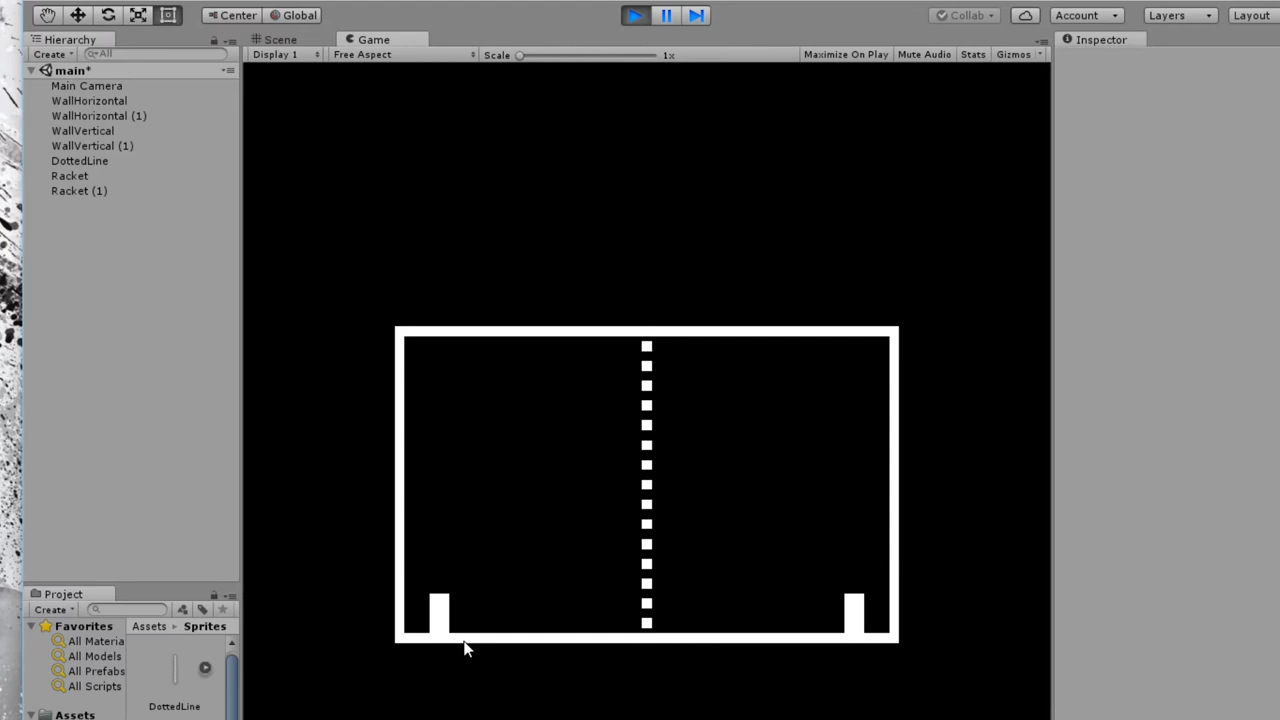 Center Global Collab Account Layers Layout
Hierarchy Scene Game Inspector
Create All Display 1 Free Aspect Scale 1x Maximize On Play Mute Audio Stats Gizmos
main*
Main Camera
WallHorizontal
WallHorizontal (1)
WallVertical
WallVertical (1)
DottedLine
Racket
Racket (1)
Project
Create
Favorites Assets Sprites
All Materia
All Models
All Prefabs
All Scripts
DottedLine
Assets